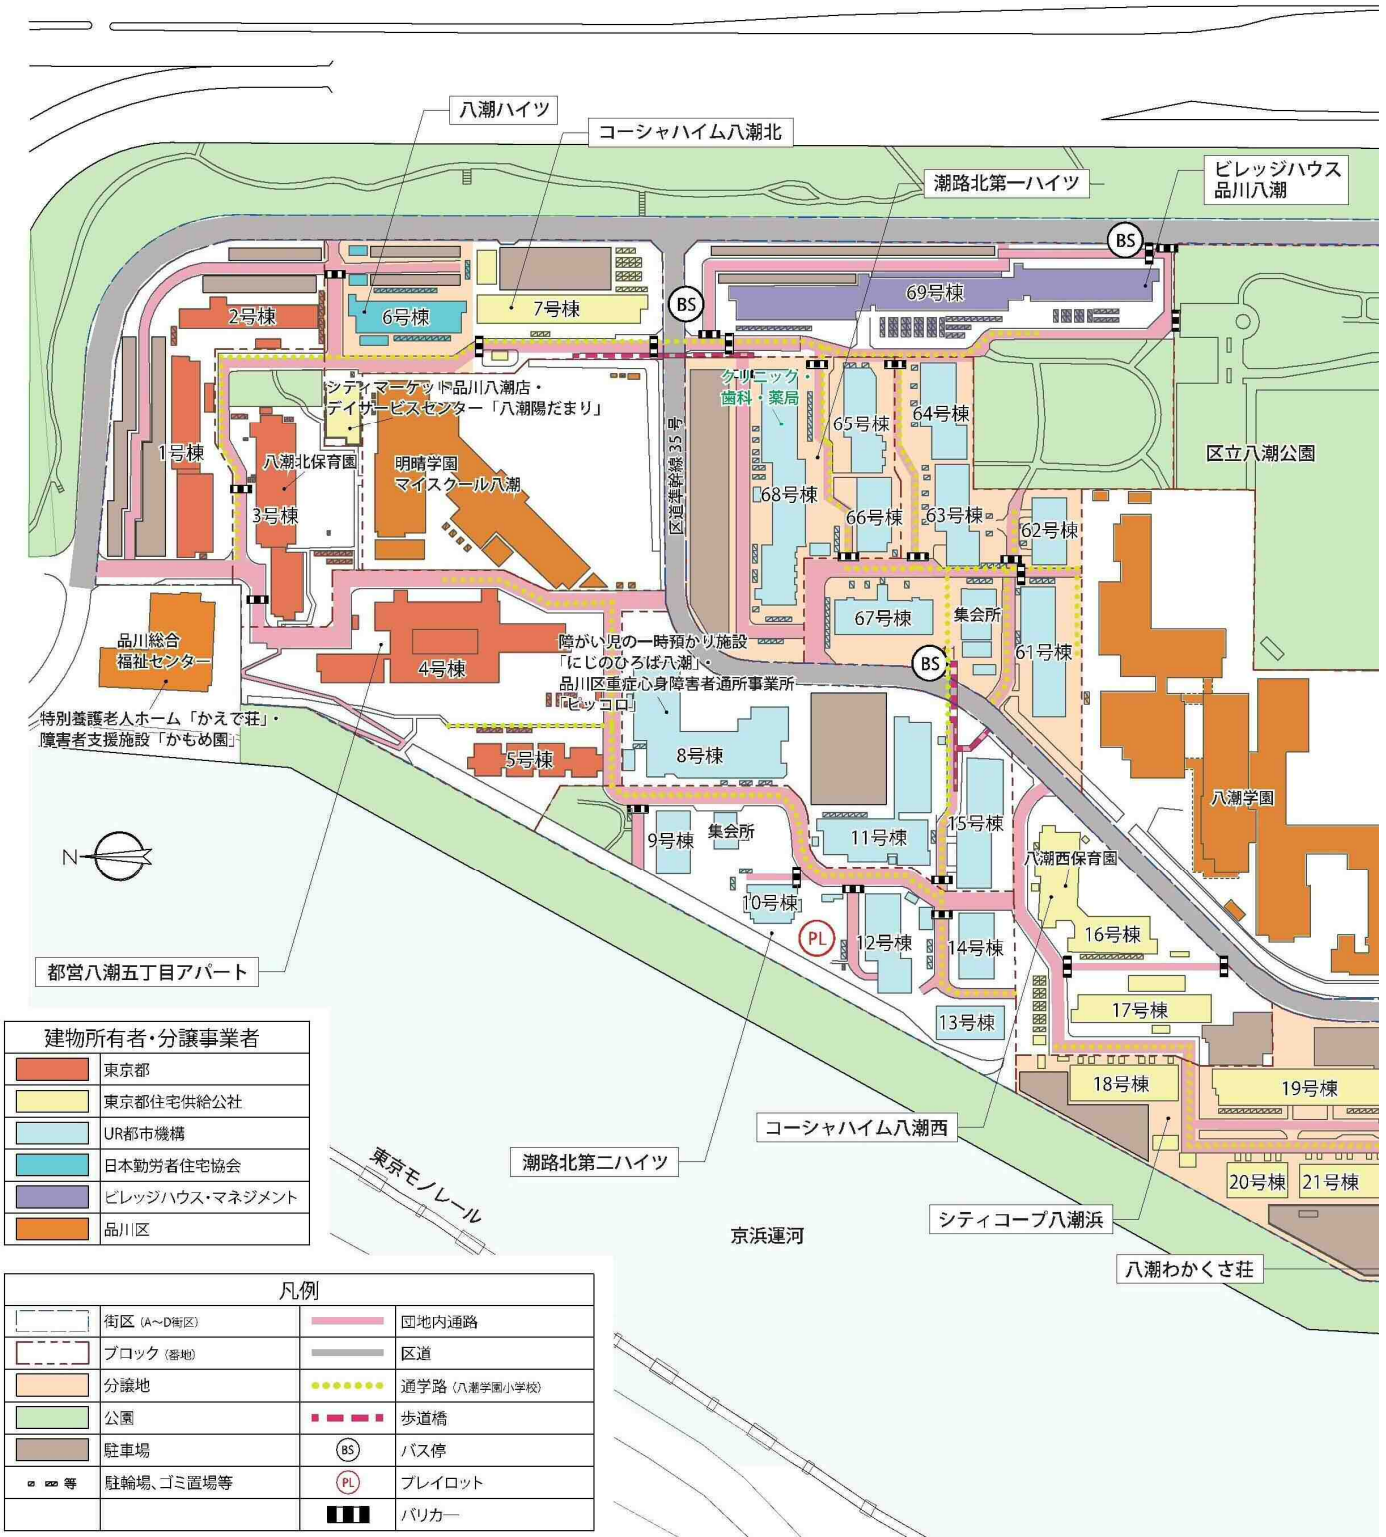 八潮ハイツ
コーシャハイム八潮北
潮路北第一ハイツ
ビレッジハウス
品川八潮
BS
BS
2号棟
6号棟
7号棟
69号棟
シティマーケット品川八潮店・
デイサービスセンター「八潮陽だまり」
クリニック・
歯科・薬局
1号棟
八潮北保育園
3号棟
明晴学園
マイスクール八潮
区道準幹線35号
68号棟
65号棟
64号棟
66号棟
63号棟
62号棟
区立八潮公園
67号棟
集会所
61号棟
BS
品川総合
福祉センター
特別養護老人ホーム「かえで荘」・
障害者支援施設「かもめ園」
4号棟
障がい児の一時預かり施設
「にじのひろば八潮」・
品川区重症心身障害者通所事業所
「ピッコロ」
5号棟
8号棟
N
9号棟
集会所
11号棟
15号棟
八潮西保育園
八潮学園
10号棟
PL
12号棟
14号棟
16号棟
13号棟
17号棟
18号棟
19号棟
20号棟
21号棟
都営八潮五丁目アパート
コーシャハイム八潮西
潮路北第二ハイツ
シティコープ八潮浜
八潮わかくさ荘
東京モノレール
京浜運河
建物所有者・分譲事業者
東京都
東京都住宅供給公社
UR都市機構
日本勤労者住宅協会
ビレッジハウス・マネジメント
品川区
凡例
街区(A〜D街区) 団地内通路
ブロック(番地) 区道
分譲地 通学路(八潮学園小学校)
公園 歩道橋
駐車場 BS バス停
等 駐輪場、ゴミ置場等 PL プレイロット
バリカー